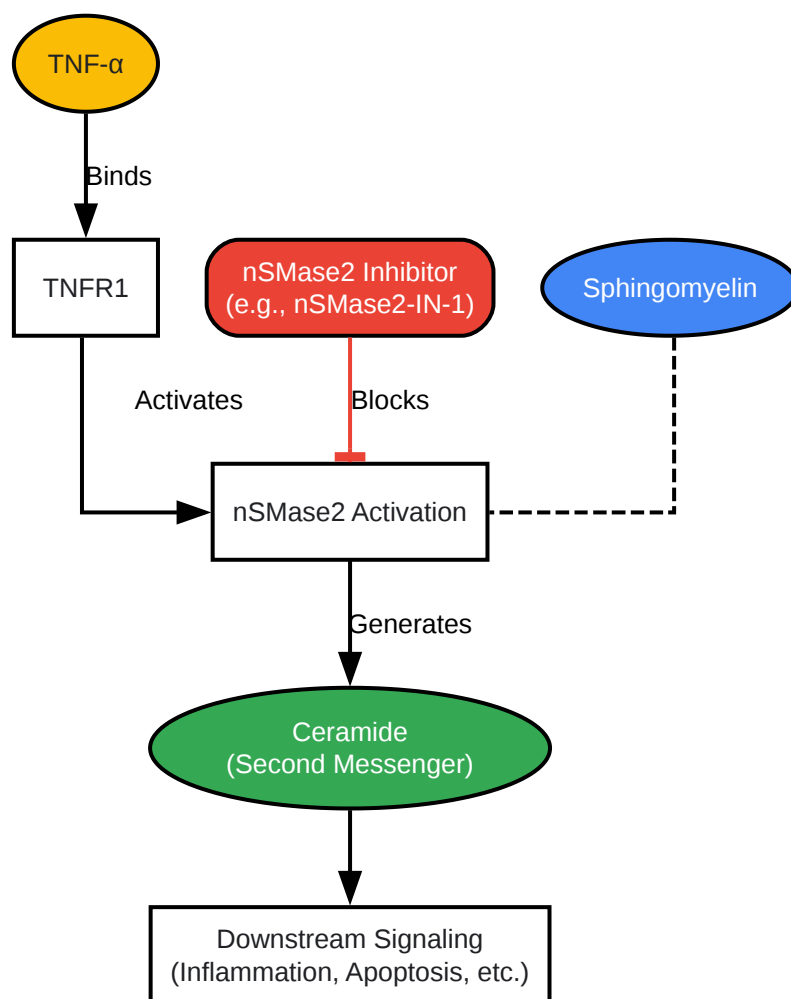 TNF-α
Binds
TNFR1
nSMase2 Inhibitor
(e.g., nSMase2-IN-1)
Sphingomyelin
Activates
Blocks
nSMase2 Activation
Generates
Ceramide
(Second Messenger)
Downstream Signaling
(Inflammation, Apoptosis, etc.)